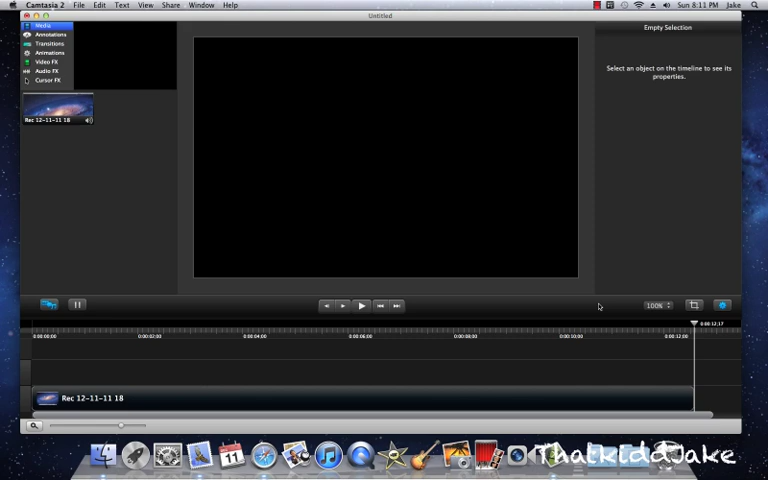 Camtasia 2 File Edit Text View Share Window Help Sun 8:11 PM Jake
Untitled
Media
Annotations
Transitions
Animations
Video FX
Audio FX
Cursor FX
Rec 12-11-11 18
Empty Selection
Select an object on the timeline to see its
properties.
100%
0:00:12;17
0:00:00;00 0:00:02;00 0:00:04;00 0:00:06;00 0:00:08;00 0:00:10;00 0:00:12;00
Rec 12-11-11 18
11
ThatkiddJake